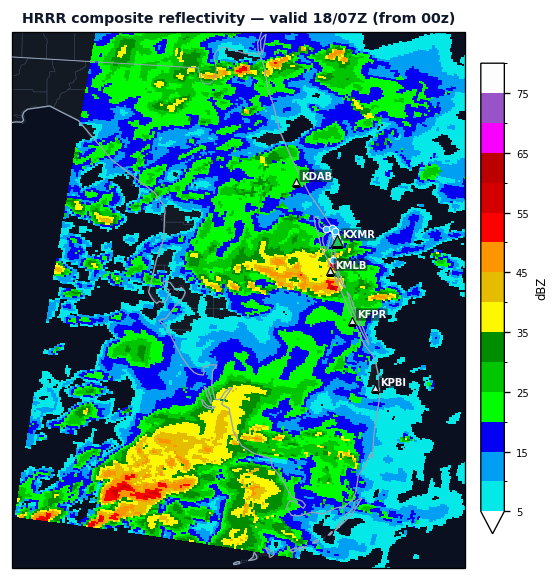 HRRR composite reflectivity — valid 18/07Z (from 00z)
KDAB
KXMR
KMLB
KFPR
KPBI
75
65
55
45
35
25
15
5
dBZ